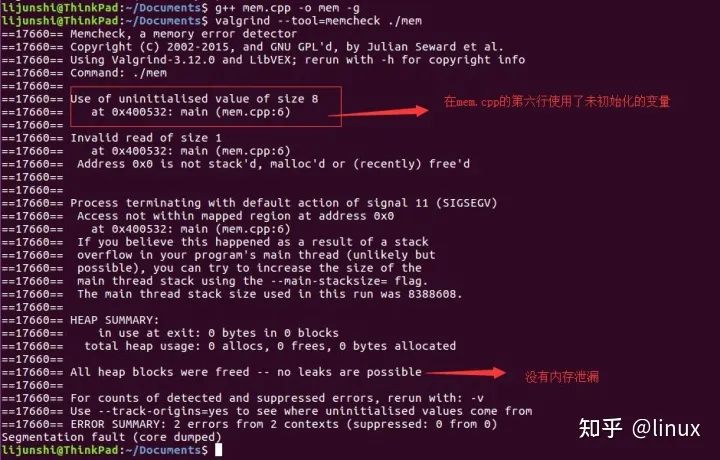 lijunshi@ThinkPad:~/Documents$ g++ mem.cpp -o mem -g
lijunshi@ThinkPad:~/Documents$ valgrind --tool=memcheck ./mem
==17660== Memcheck, a memory error detector
==17660== Copyright (C) 2002-2015, and GNU GPL'd, by Julian Seward et al.
==17660== Using Valgrind-3.12.0 and LibVEX; rerun with -h for copyright info
==17660== Command: ./mem
==17660==
==17660== Use of uninitialised value of size 8
==17660==    at 0x400532: main (mem.cpp:6)
在mem.cpp的第六行使用了未初始化的变量
==17660==
==17660== Invalid read of size 1
==17660==    at 0x400532: main (mem.cpp:6)
==17660==  Address 0x0 is not stack'd, malloc'd or (recently) free'd
==17660==
==17660==
==17660== Process terminating with default action of signal 11 (SIGSEGV)
==17660==  Access not within mapped region at address 0x0
==17660==    at 0x400532: main (mem.cpp:6)
==17660==  If you believe this happened as a result of a stack
==17660==  overflow in your program's main thread (unlikely but
==17660==  possible), you can try to increase the size of the
==17660==  main thread stack using the --main-stacksize= flag.
==17660==  The main thread stack size used in this run was 8388608.
==17660==
==17660== HEAP SUMMARY:
==17660==     in use at exit: 0 bytes in 0 blocks
==17660==   total heap usage: 0 allocs, 0 frees, 0 bytes allocated
==17660==
==17660== All heap blocks were freed -- no leaks are possible
没有内存泄漏
==17660==
==17660== For counts of detected and suppressed errors, rerun with: -v
==17660== Use --track-origins=yes to see where uninitialised values come from
==17660== ERROR SUMMARY: 2 errors from 2 contexts (suppressed: 0 from 0)
Segmentation fault (core dumped)
lijunshi@ThinkPad:~/Documents$
知乎 @linux